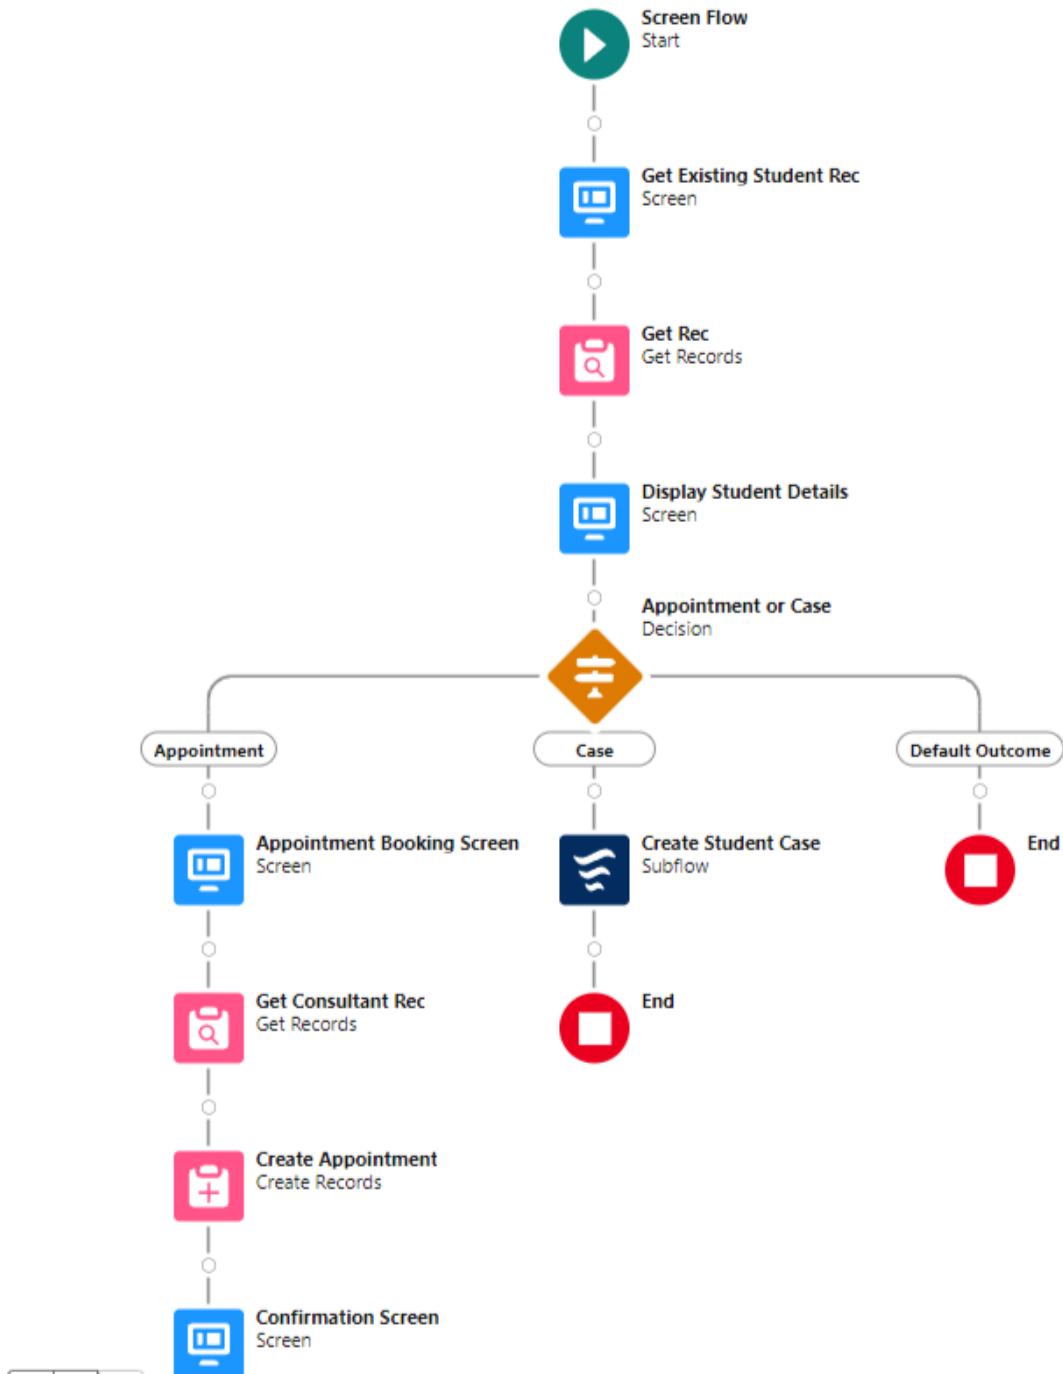 Screen Flow
Start
Get Existing Student Rec
Screen
Get Rec
Get Records
Display Student Details
Screen
Appointment or Case
Decision
Appointment
Case
Default Outcome
Appointment Booking Screen
Screen
Create Student Case
Subflow
End
Get Consultant Rec
Get Records
End
Create Appointment
Create Records
Confirmation Screen
Screen